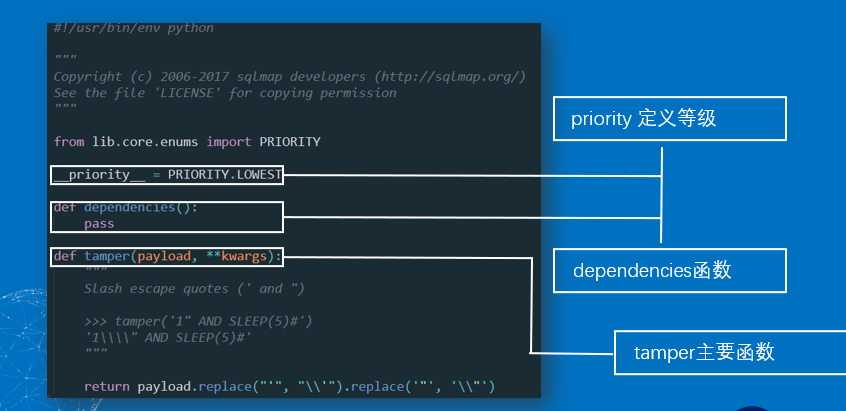 #!/usr/bin/env python
"""
Copyright (c) 2006-2017 sqlmap developers (http://sqlmap.org/)
See the file 'LICENSE' for copying permission
"""
from lib.core.enums import PRIORITY
__priority__ = PRIORITY.LOWEST
def dependencies():
pass
def tamper(payload, **kwargs):
"""
Slash escape quotes (' and ")
>>> tamper('1" AND SLEEP(5)#')
'1\\\\" AND SLEEP(5)#'
"""
return payload.replace("'", "\\'").replace('"', '\\"')
priority 定义等级
dependencies函数
tamper主要函数